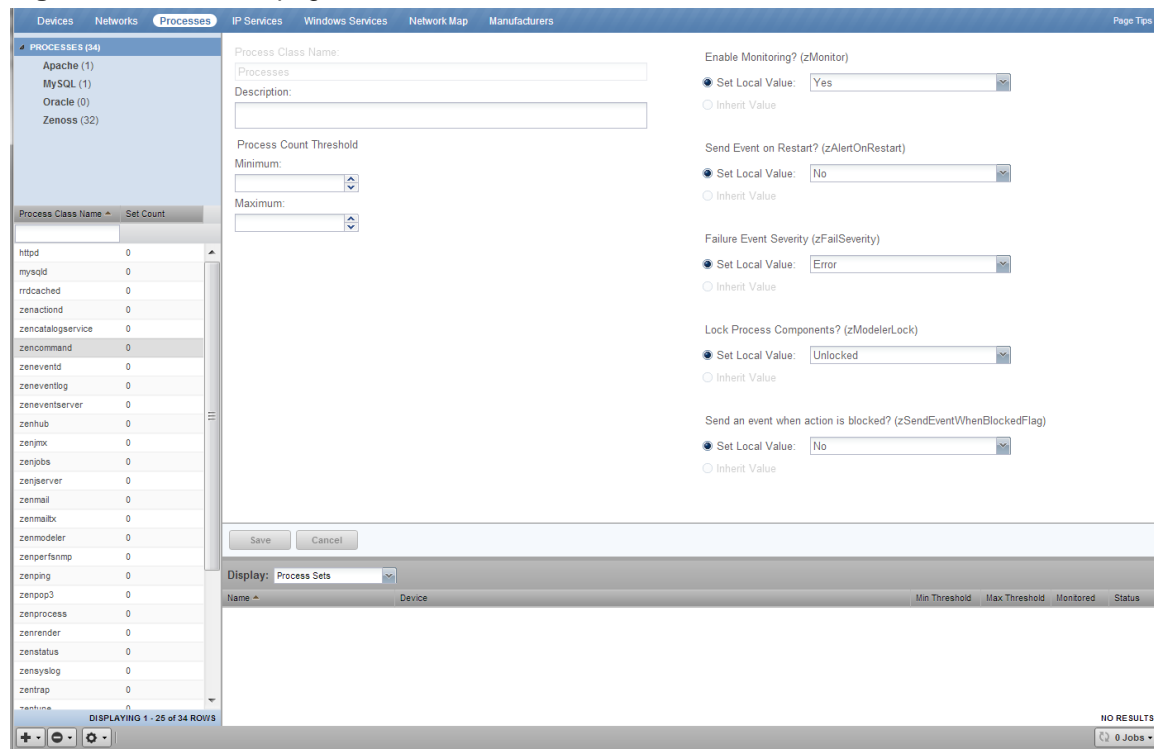 Devices Networks Processes IP Services Windows Services Network Map Manufacturers Page Tips
PROCESSES (34)
Apache (1)
MySQL (1)
Oracle (0)
Zenoss (32)
Process Class Name Set Count
httpd 0
mysqld 0
rrdcached 0
zenactiond 0
zencatalogservice 0
zencommand 0
zeneventd 0
zeneventlog 0
zeneventserver 0
zenhub 0
zenjmx 0
zenjobs 0
zenjserver 0
zenmail 0
zenmailtx 0
zenmodeler 0
zenperfsnmp 0
zenping 0
zenpop3 0
zenprocess 0
zenrender 0
zenstatus 0
zensyslog 0
zentrap 0
zentune 0
DISPLAYING 1 - 25 of 34 ROWS
Process Class Name:
Processes
Description:
Process Count Threshold
Minimum:
Maximum:
Enable Monitoring? (zMonitor)
Set Local Value: Yes
Inherit Value
Send Event on Restart? (zAlertOnRestart)
Set Local Value: No
Inherit Value
Failure Event Severity (zFailSeverity)
Set Local Value: Error
Inherit Value
Lock Process Components? (zModelerLock)
Set Local Value: Unlocked
Inherit Value
Send an event when action is blocked? (zSendEventWhenBlockedFlag)
Set Local Value: No
Inherit Value
Save Cancel
Display: Process Sets
Name Device Min Threshold Max Threshold Monitored Status
NO RESULTS
0 Jobs